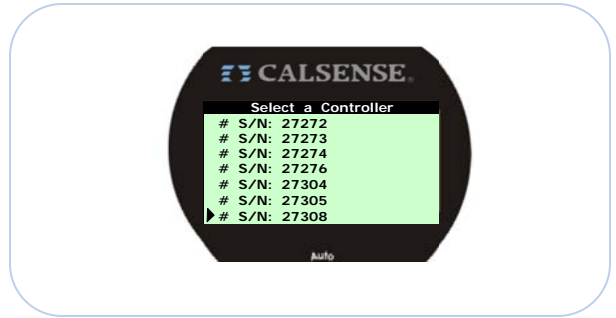 CALSENSE.
Select a Controller
# S/N: 27272
# S/N: 27273
# S/N: 27274
# S/N: 27276
# S/N: 27304
# S/N: 27305
# S/N: 27308
Auto